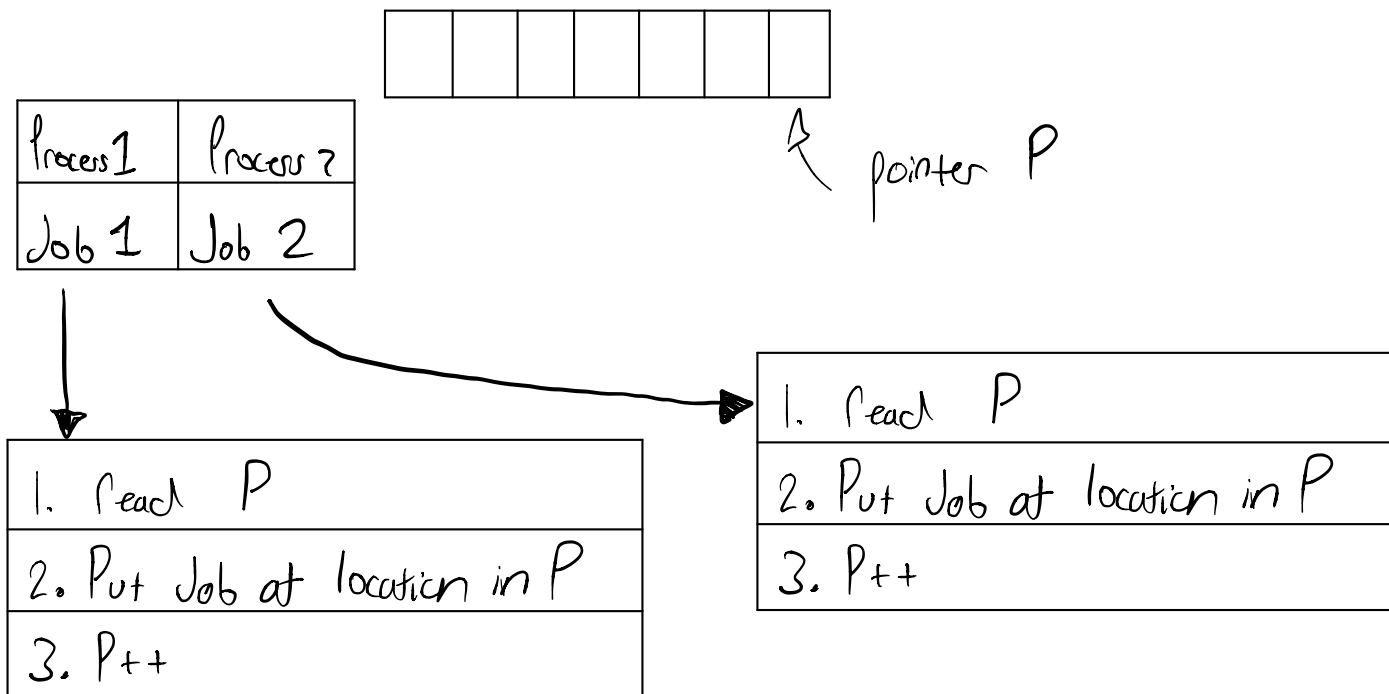 Process 1 Process 2
Job 1 Job 2
pointer P
1. read P
2. Put Job at location in P
3. P++
1. read P
2. Put Job at location in P
3. P++